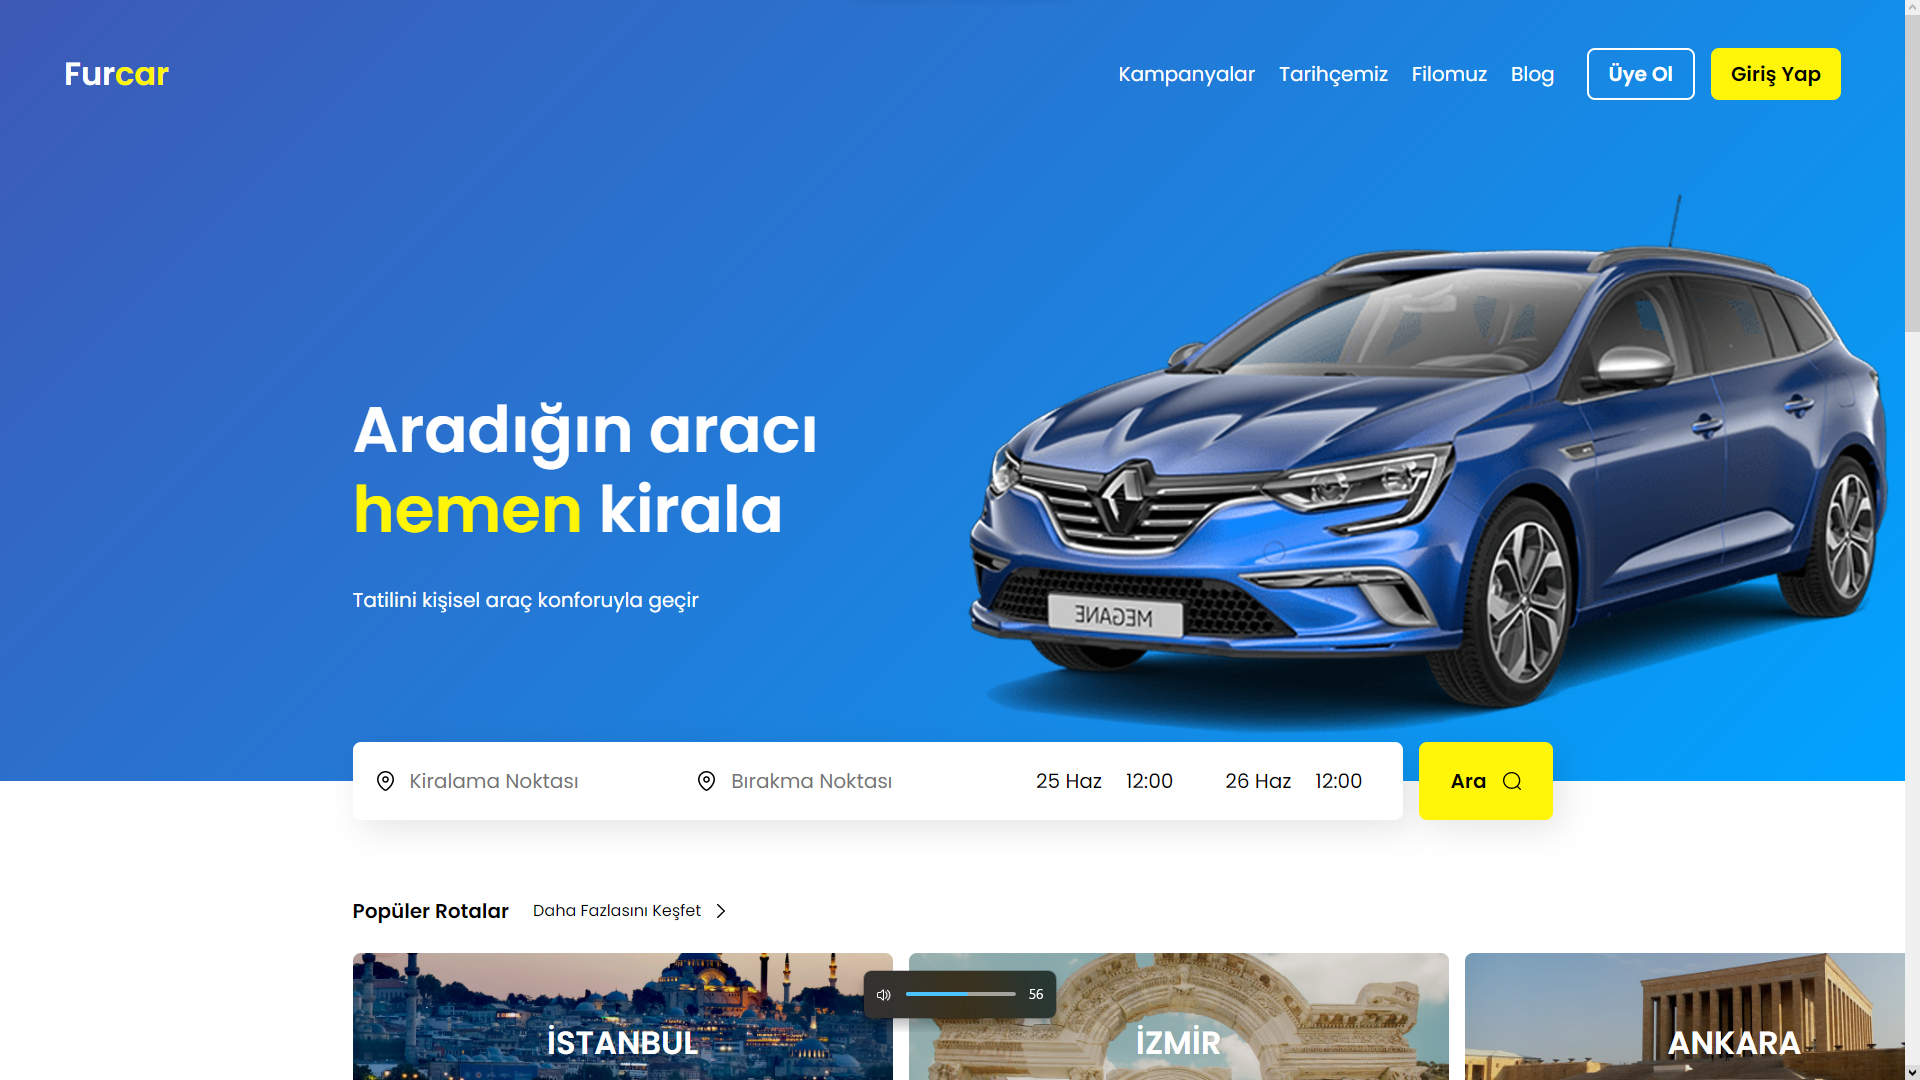 Furcar
Kampanyalar Tarihçemiz Filomuz Blog Üye Ol Giriş Yap
Aradığın aracı
hemen kirala
Tatilini kişisel araç konforuyla geçir
MEGANE
Kiralama Noktası Bırakma Noktası 25 Haz 12:00 26 Haz 12:00 Ara
Popüler Rotalar Daha Fazlasını Keşfet
56
İSTANBUL İZMİR ANKARA